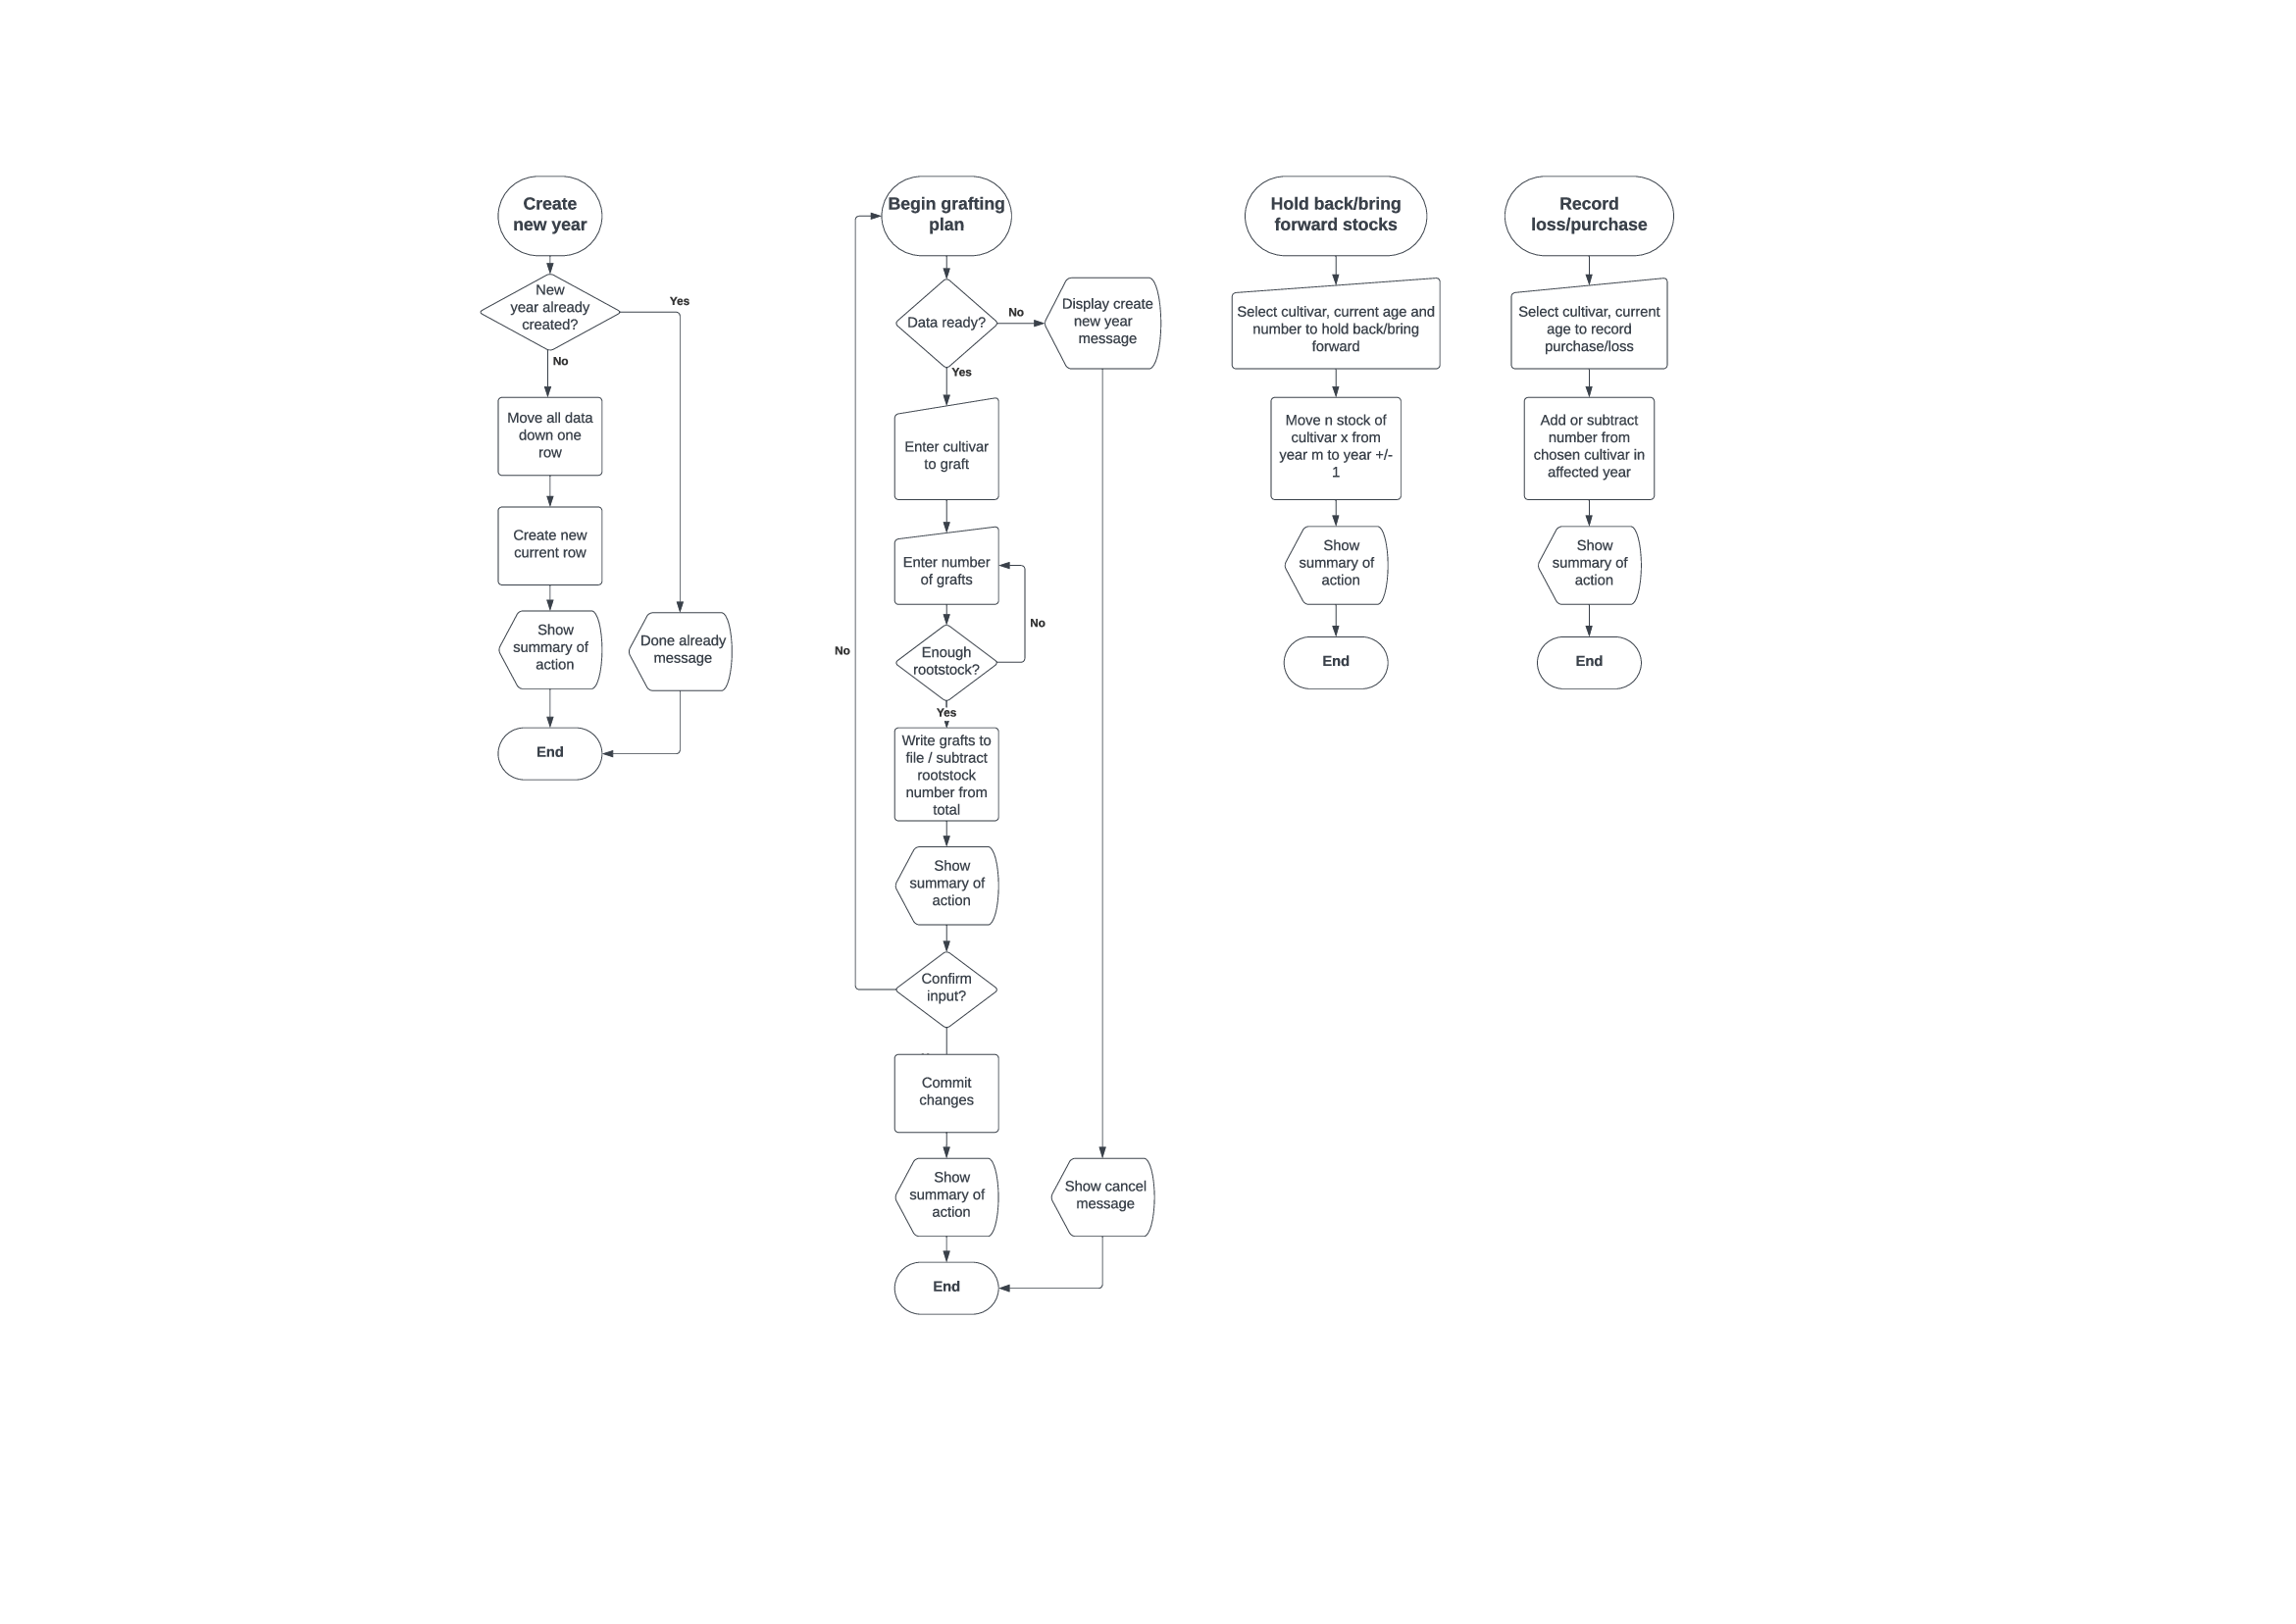 Create
new year
New
year already
created?
Yes
No
Move all data
down one
row
Create new
current row
Show
summary of
action
Done already
message
End
Begin grafting
plan
Data ready?
No
Display create
new year
message
Yes
Enter cultivar
to graft
Enter number
of grafts
No
Enough
rootstock?
No
Yes
Write grafts to
file / subtract
rootstock
number from
total
Show
summary of
action
Confirm
input?
Commit
changes
Show
summary of
action
Show cancel
message
End
Hold back/bring
forward stocks
Select cultivar, current age and
number to hold back/bring
forward
Move n stock of
cultivar x from
year m to year +/-
1
Show
summary of
action
End
Record
loss/purchase
Select cultivar, current
age to record
purchase/loss
Add or subtract
number from
chosen cultivar in
affected year
Show
summary of
action
End